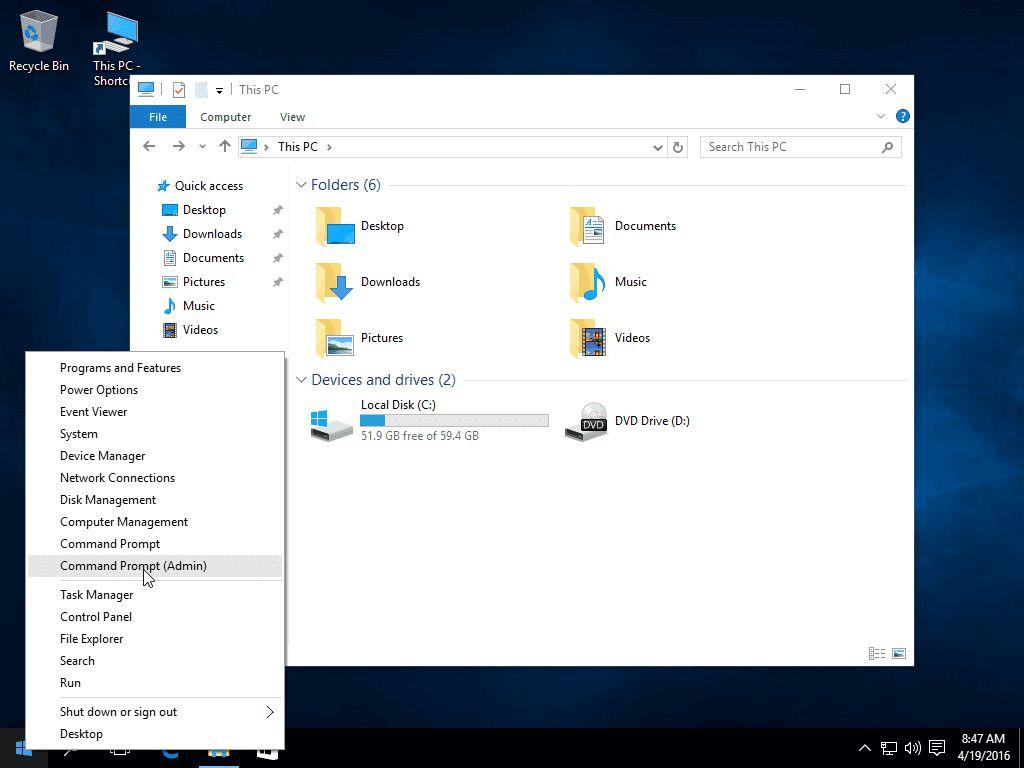 Recycle Bin
This PC -
Shortc
This PC
File
Computer
View
?
This PC
Search This PC
Quick access
Desktop
Downloads
Documents
Pictures
Music
Videos
Folders (6)
Desktop
Documents
Downloads
Music
Pictures
Videos
Devices and drives (2)
Local Disk (C:)
51.9 GB free of 59.4 GB
DVD
DVD Drive (D:)
Programs and Features
Power Options
Event Viewer
System
Device Manager
Network Connections
Disk Management
Computer Management
Command Prompt
Command Prompt (Admin)
Task Manager
Control Panel
File Explorer
Search
Run
Shut down or sign out
Desktop
8:47 AM
4/19/2016